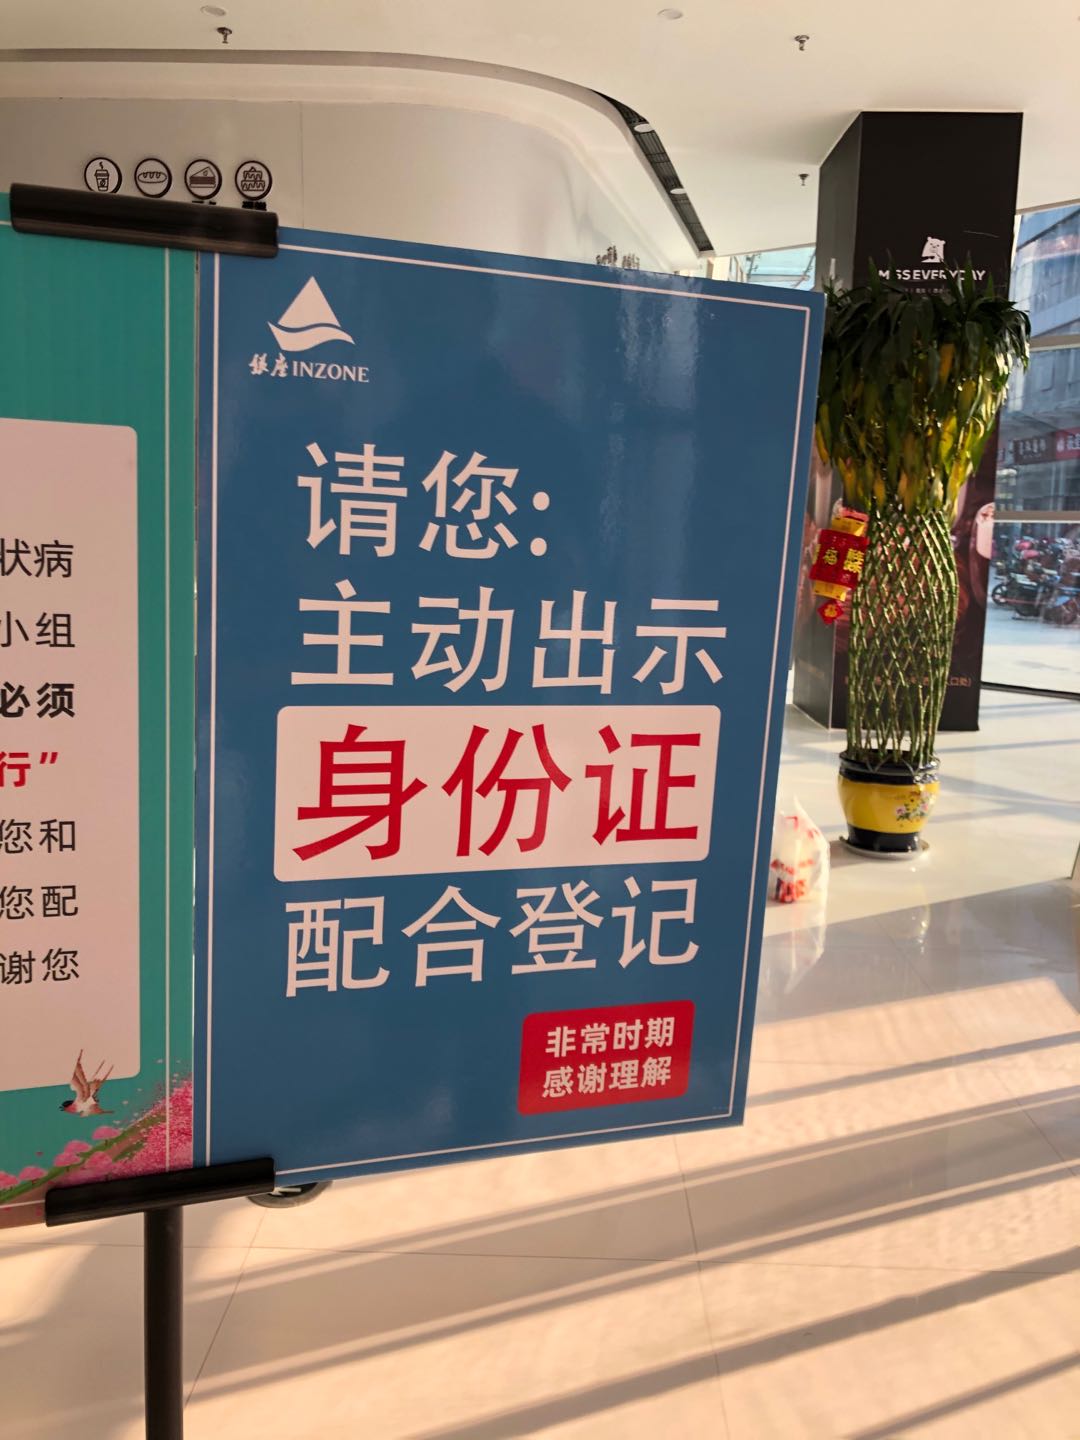 状病
小组
必须
行”
您和
您配
谢您
银座INZONE
请您:
主动出示
身份证
配合登记
非常时期
感谢理解
MISS EVERYDAY